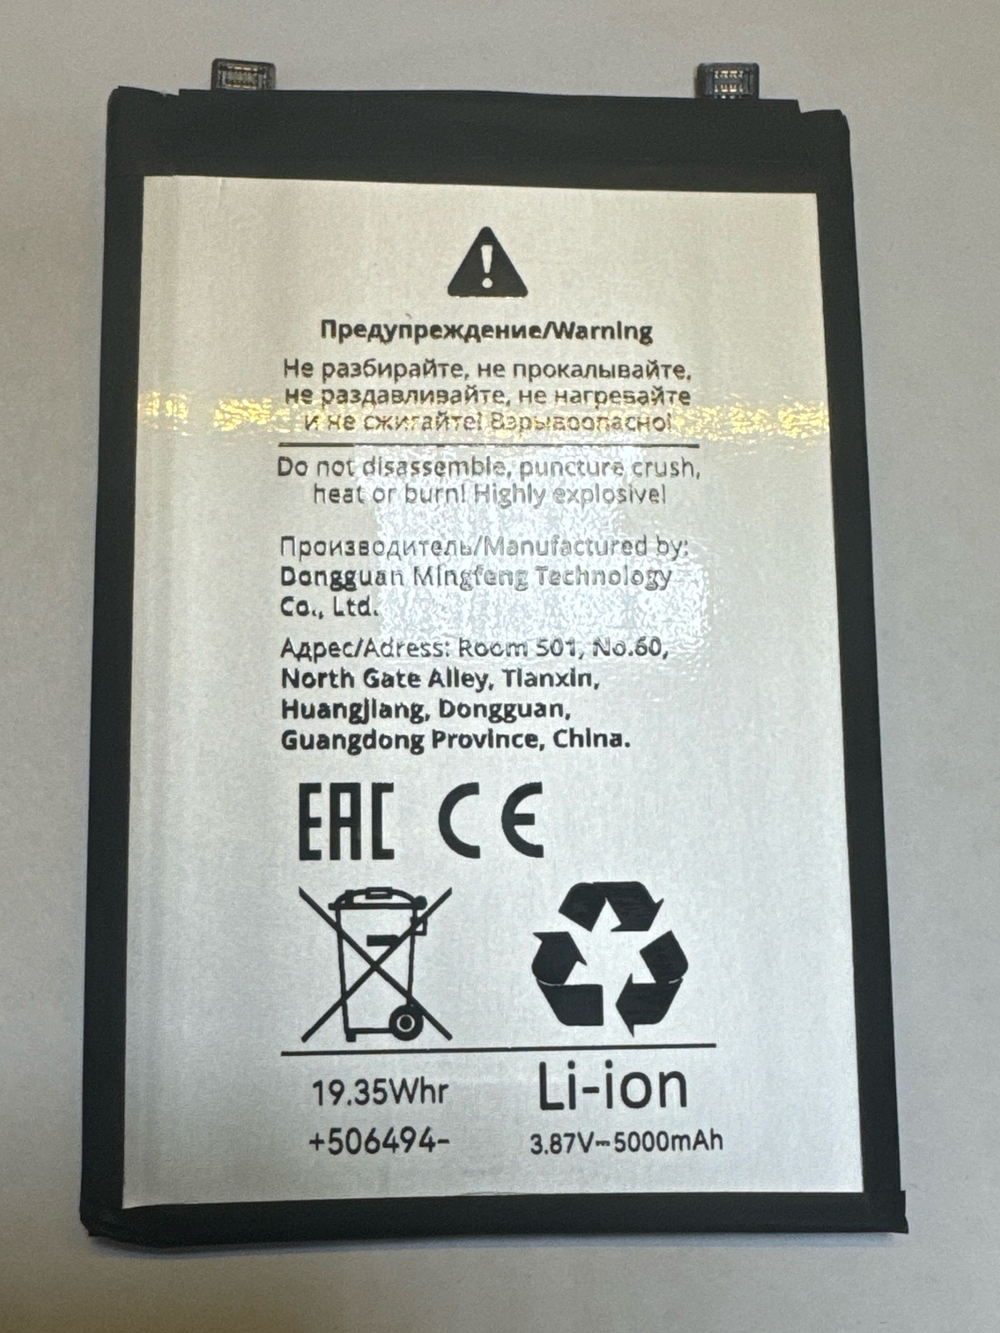 Предупреждение/Warning
Не разбирайте, не прокалывайте,
не раздавливайте, не нагревайте
и не сжигайте! Взрывоопасно!
Do not disassemble, puncture crush,
heat or burn! Highly explosive!
Производитель/Manufactured by:
Dongguan Mingfeng Technology
Co., Ltd.
Адрес/Adress: Room 501, No.60,
North Gate Alley, Tianxin,
Huangjiang, Dongguan,
Guangdong Province, China.
EAC CE
19.35Whr
Li-ion
+506494-
3.87V⎓5000mAh